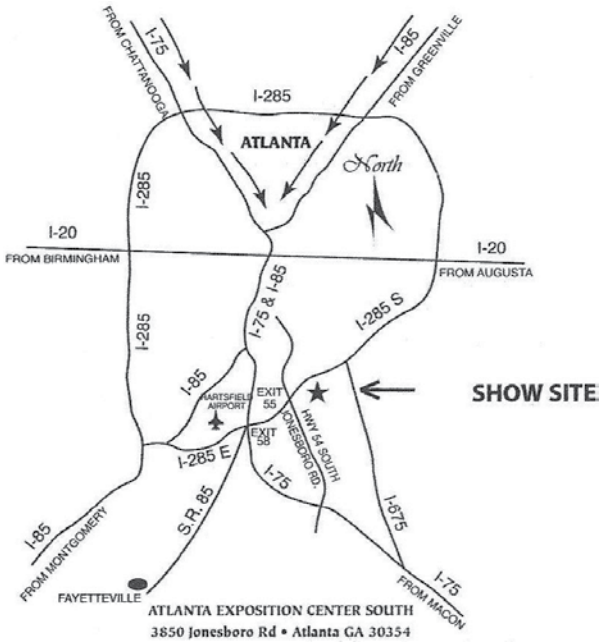 I-75
FROM CHATTANOOGA
I-85
FROM GREENVILLE
I-285
ATLANTA
North
I-285
I-20
FROM BIRMINGHAM
I-20
FROM AUGUSTA
I-75 & I-85
I-285 S
I-285
I-85
HARTSFIELD
AIRPORT
EXIT
55
EXIT
58
HWY 54 SOUTH
JONESBORO RD.
SHOW SITE
I-285 E
I-75
S.R. 85
I-675
I-85
FROM MONTGOMERY
FAYETTEVILLE
I-75
FROM MACON
ATLANTA EXPOSITION CENTER SOUTH
3850 Jonesboro Rd • Atlanta GA 30354